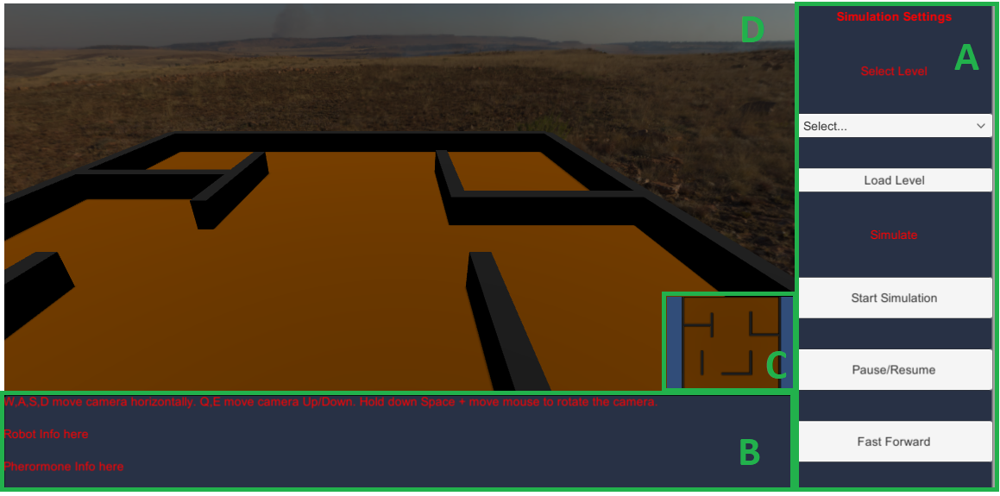 D
Simulation Settings
A
Select Level
Select...
Load Level
Simulate
Start Simulation
Pause/Resume
Fast Forward
C
W,A,S,D move camera horizontally. Q,E move camera Up/Down. Hold down Space + move mouse to rotate the camera.
Robot Info here
B
Pherormone Info here